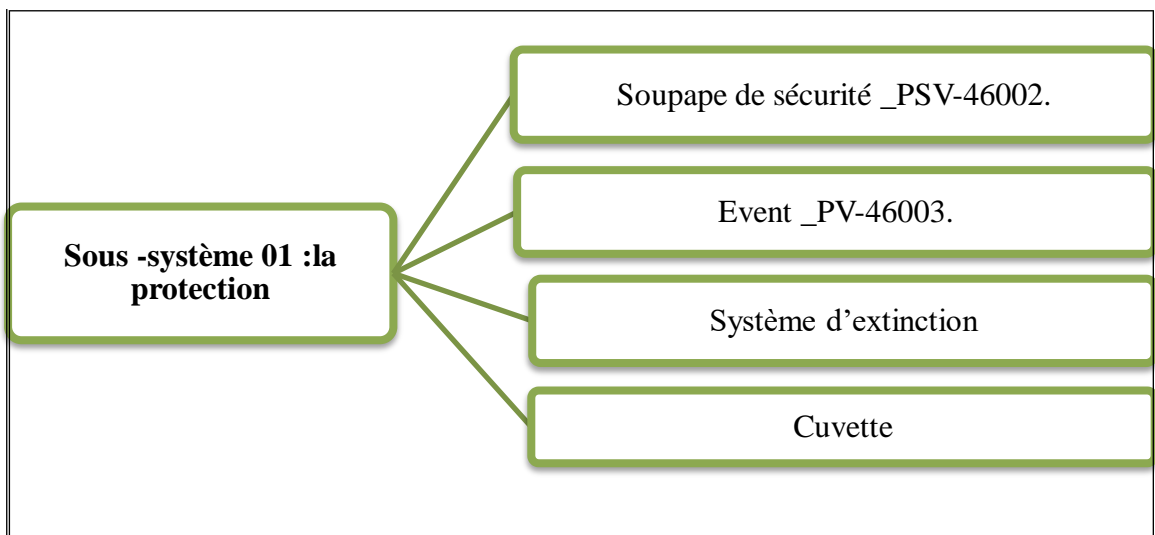 Soupape de sécurité _PSV-46002.
Event _PV-46003.
Sous -système 01 :la
protection
Système d’extinction
Cuvette